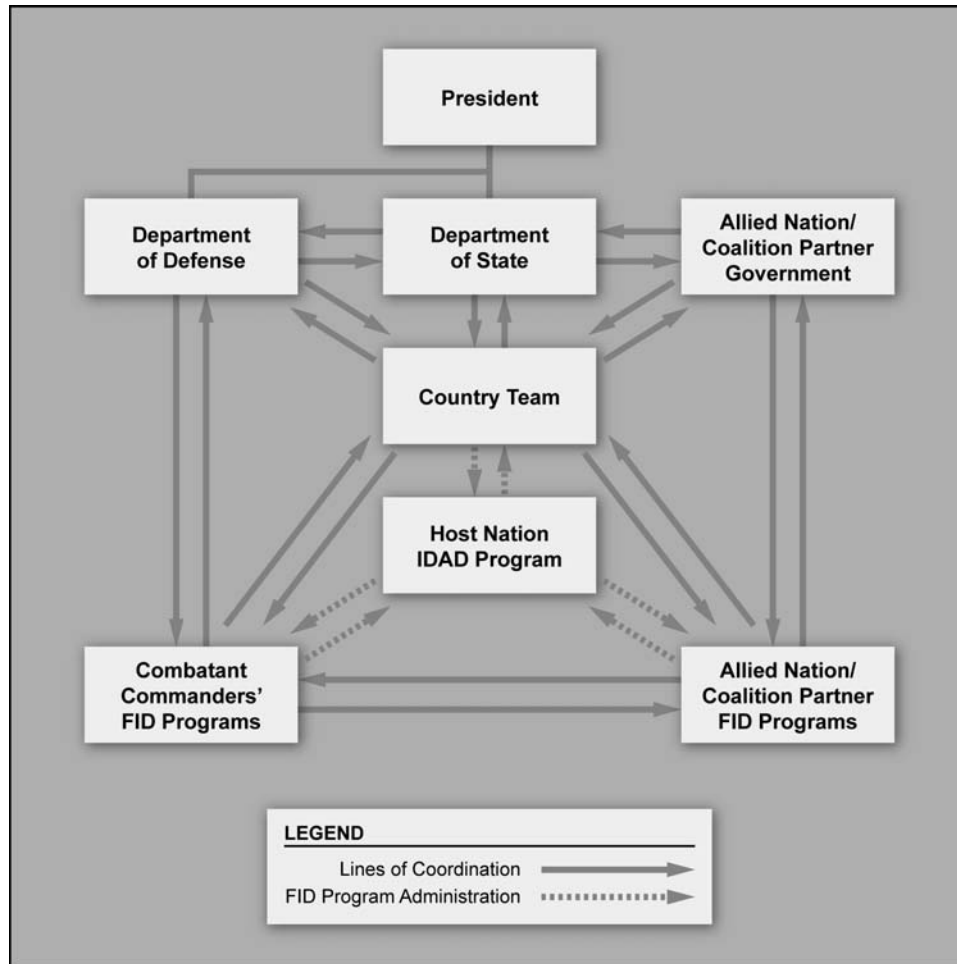 President
Department
of Defense
Department
of State
Allied Nation/
Coalition Partner
Government
Country Team
Host Nation
IDAD Program
Combatant
Commanders’
FID Programs
Allied Nation/
Coalition Partner
FID Programs
LEGEND
Lines of Coordination
FID Program Administration